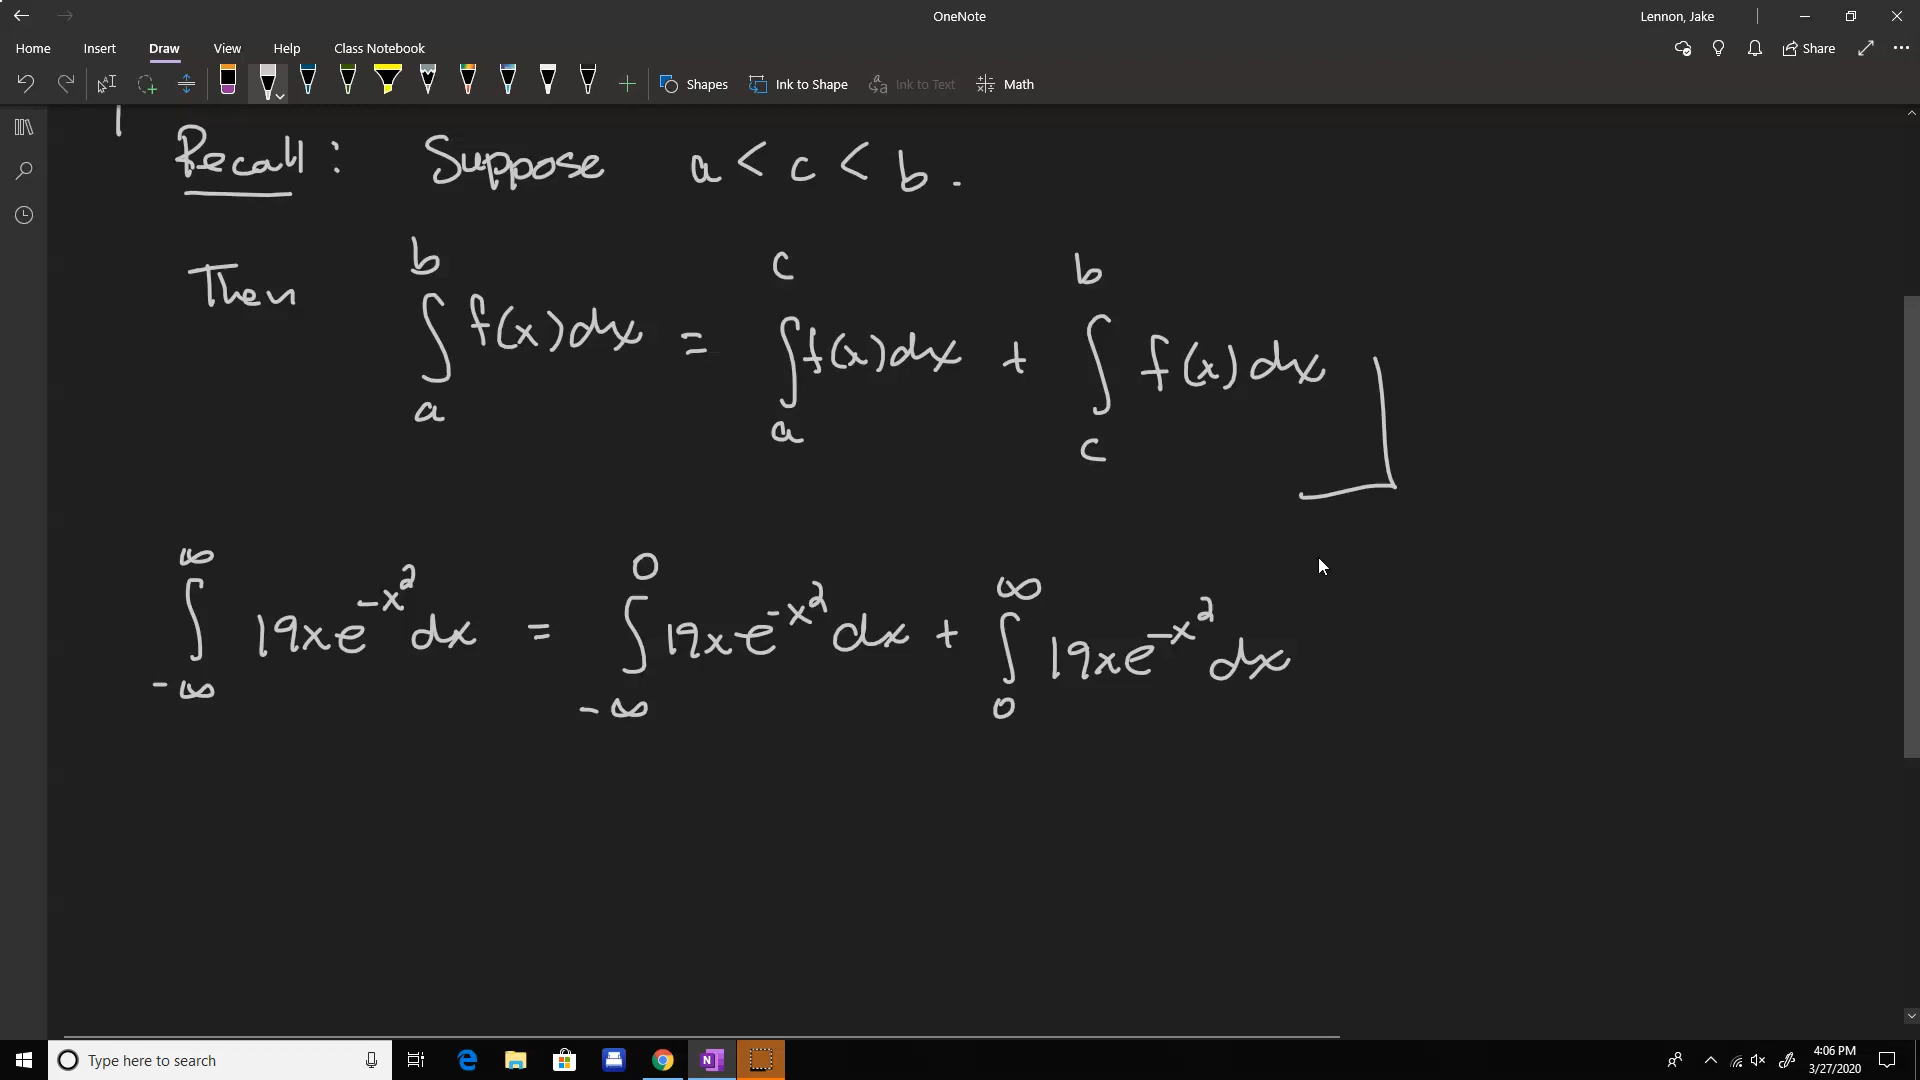 OneNote
Lennon, Jake
Home Insert Draw View Help Class Notebook
Share
Shapes Ink to Shape Ink to Text Math
Recall: Suppose a < c < b.
Then ∫_a^b f(x)dx = ∫_a^c f(x)dx + ∫_c^b f(x)dx
∫_{-∞}^{∞} 19xe^{-x^2} dx = ∫_{-∞}^{0} 19xe^{-x^2} dx + ∫_{0}^{∞} 19xe^{-x^2} dx
Type here to search
4:06 PM
3/27/2020